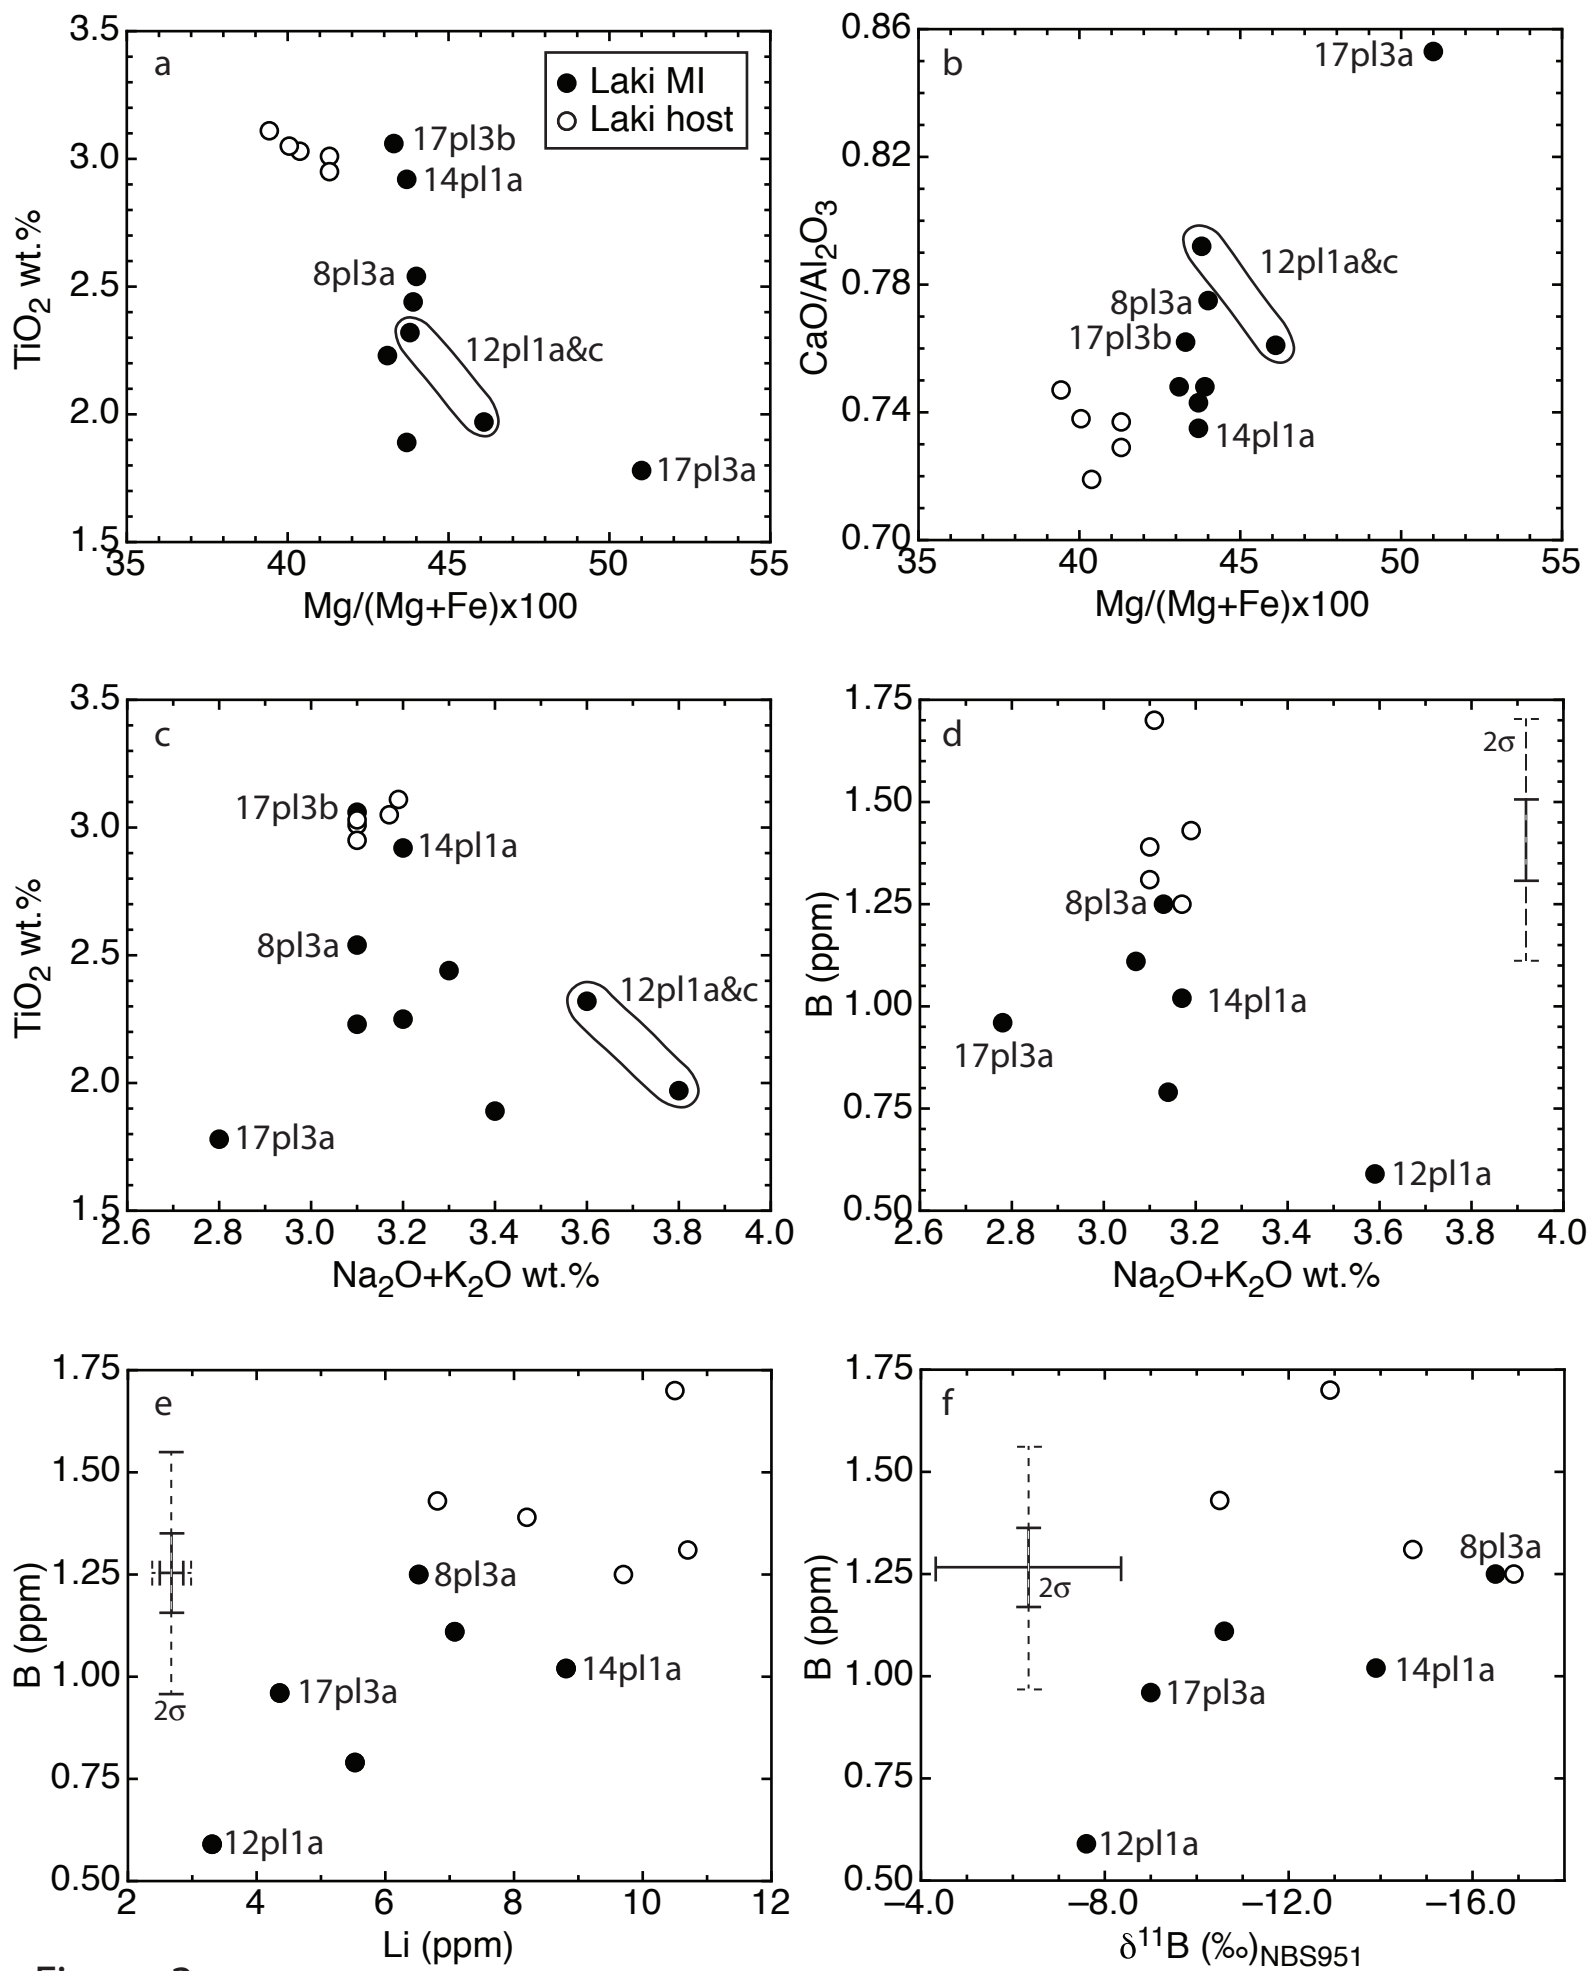 a
Laki MI
Laki host
17pl3b
14pl1a
8pl3a
12pl1a&c
17pl3a
3.5
3.0
2.5
2.0
1.5
TiO2 wt.%
35 40 45 50 55
Mg/(Mg+Fe)x100
b
17pl3a
12pl1a&c
8pl3a
17pl3b
14pl1a
0.86
0.82
0.78
0.74
0.70
CaO/Al2O3
35 40 45 50 55
Mg/(Mg+Fe)x100
c
17pl3b
14pl1a
8pl3a
12pl1a&c
17pl3a
3.5
3.0
2.5
2.0
1.5
TiO2 wt.%
2.6 2.8 3.0 3.2 3.4 3.6 3.8 4.0
Na2O+K2O wt.%
d
2σ
8pl3a
14pl1a
17pl3a
12pl1a
1.75
1.50
1.25
1.00
0.75
0.50
B (ppm)
2.6 2.8 3.0 3.2 3.4 3.6 3.8 4.0
Na2O+K2O wt.%
e
8pl3a
14pl1a
17pl3a
2σ
12pl1a
1.75
1.50
1.25
1.00
0.75
0.50
B (ppm)
2 4 6 8 10 12
Li (ppm)
f
8pl3a
2σ
14pl1a
17pl3a
12pl1a
1.75
1.50
1.25
1.00
0.75
0.50
B (ppm)
–4.0 –8.0 –12.0 –16.0
δ11B (‰)NBS951